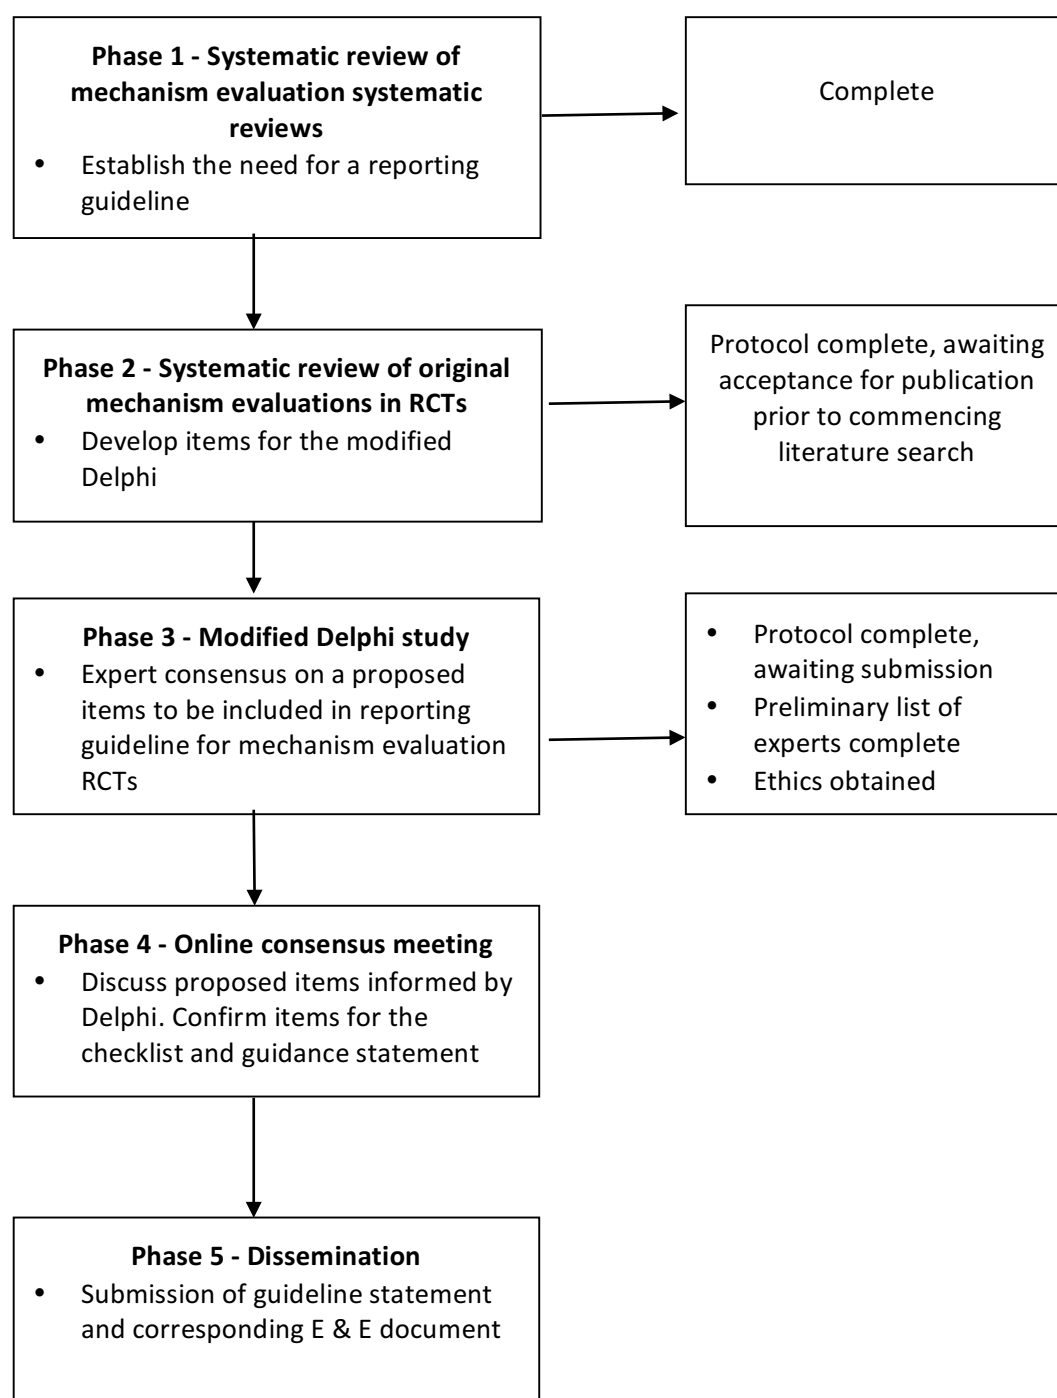 Phase 1 - Systematic review of
mechanism evaluation systematic
reviews
• Establish the need for a reporting
guideline
Complete
Phase 2 - Systematic review of original
mechanism evaluations in RCTs
• Develop items for the modified
Delphi
Protocol complete, awaiting
acceptance for publication
prior to commencing
literature search
Phase 3 - Modified Delphi study
• Expert consensus on a proposed
items to be included in reporting
guideline for mechanism evaluation
RCTs
• Protocol complete,
awaiting submission
• Preliminary list of
experts complete
• Ethics obtained
Phase 4 - Online consensus meeting
• Discuss proposed items informed by
Delphi. Confirm items for the
checklist and guidance statement
Phase 5 - Dissemination
• Submission of guideline statement
and corresponding E & E document